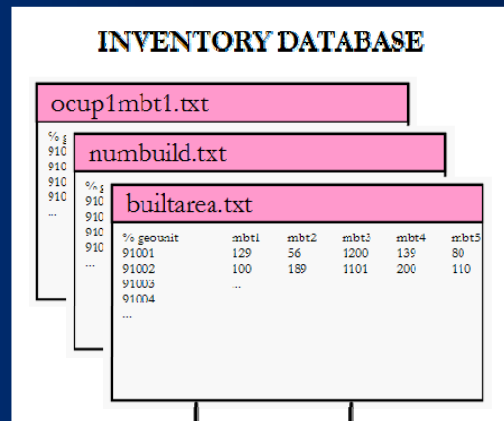 INVENTORY DATABASE
ocup1mbt1.txt
% g
910
910
910
910
...
numbuild.txt
% g
910
910
910
910
...
builtarea.txt
% geounit mbt1 mbt2 mbt3 mbt4 mbt5
91001 129 56 1200 139 80
91002 100 189 1101 200 110
91003 ...
91004
...